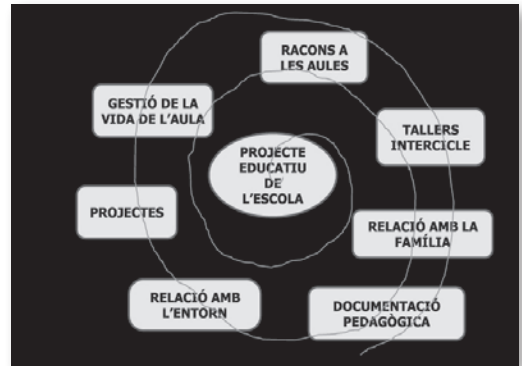 RACONS A
LES AULES
GESTIÓ DE LA
VIDA DE L'AULA
TALLERS
INTERCICLE
PROJECTE
EDUCATIU
DE
L'ESCOLA
PROJECTES
RELACIÓ AMB LA
FAMÍLIA
RELACIÓ AMB
L'ENTORN
DOCUMENTACIÓ
PEDAGÒGICA